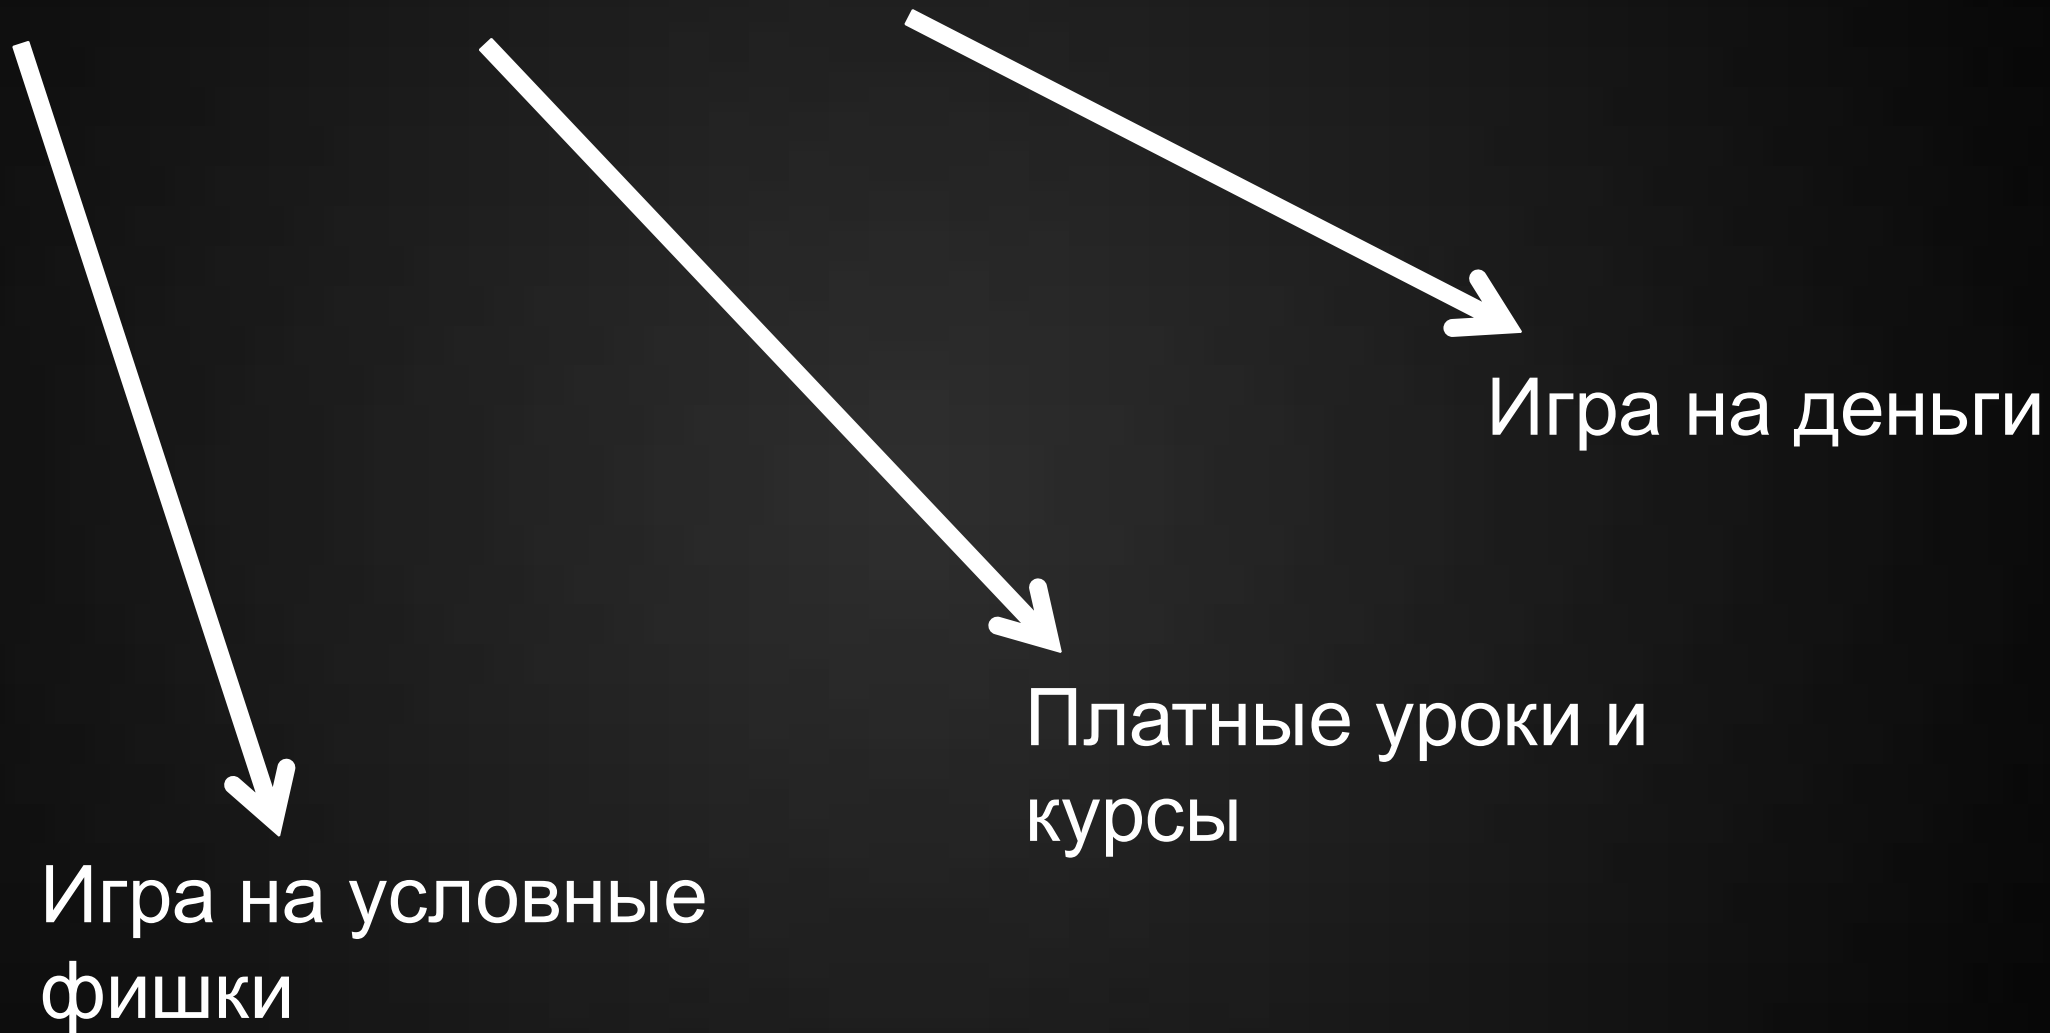 Игра на деньги
Платные уроки и
курсы
Игра на условные
фишки